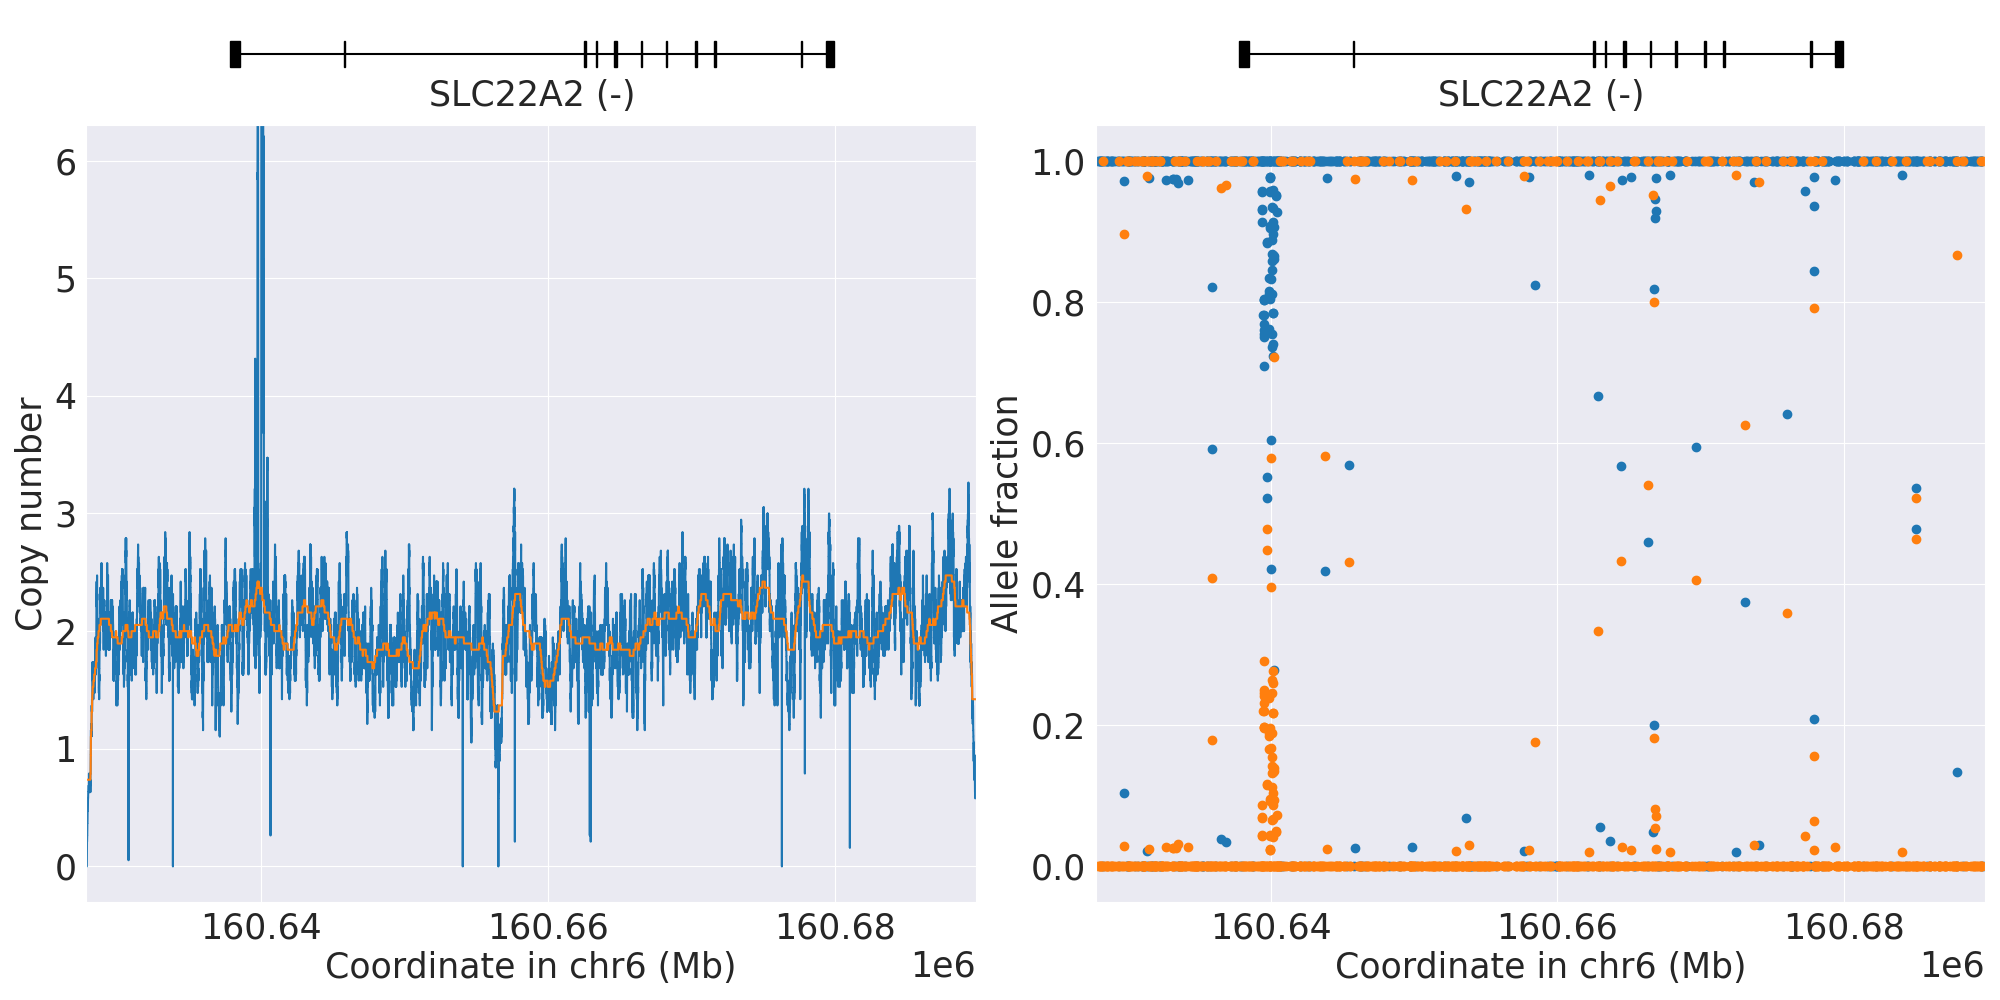 SLC22A2 (-)
6
5
4
3
2
1
0
Copy number
160.64
160.66
160.68
Coordinate in chr6 (Mb)
1e6
SLC22A2 (-)
1.0
0.8
0.6
0.4
0.2
0.0
Allele fraction
160.64
160.66
160.68
Coordinate in chr6 (Mb)
1e6